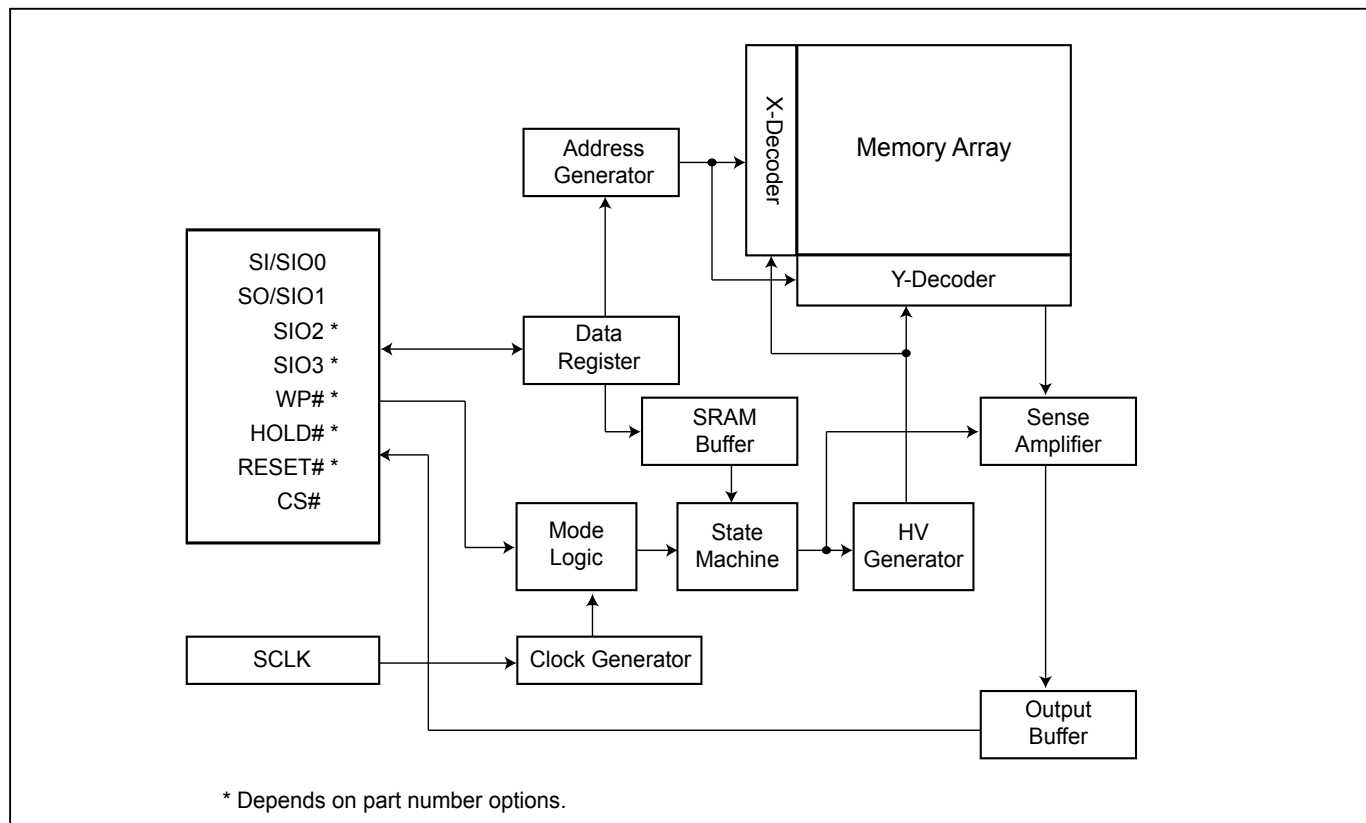 X-Decoder
Memory Array
Address
Generator
Y-Decoder
SI/SIO0
SO/SIO1
SIO2 *
SIO3 *
WP# *
HOLD# *
RESET# *
CS#
Data
Register
SRAM
Buffer
Sense
Amplifier
Mode
Logic
State
Machine
HV
Generator
SCLK
Clock Generator
Output
Buffer
* Depends on part number options.